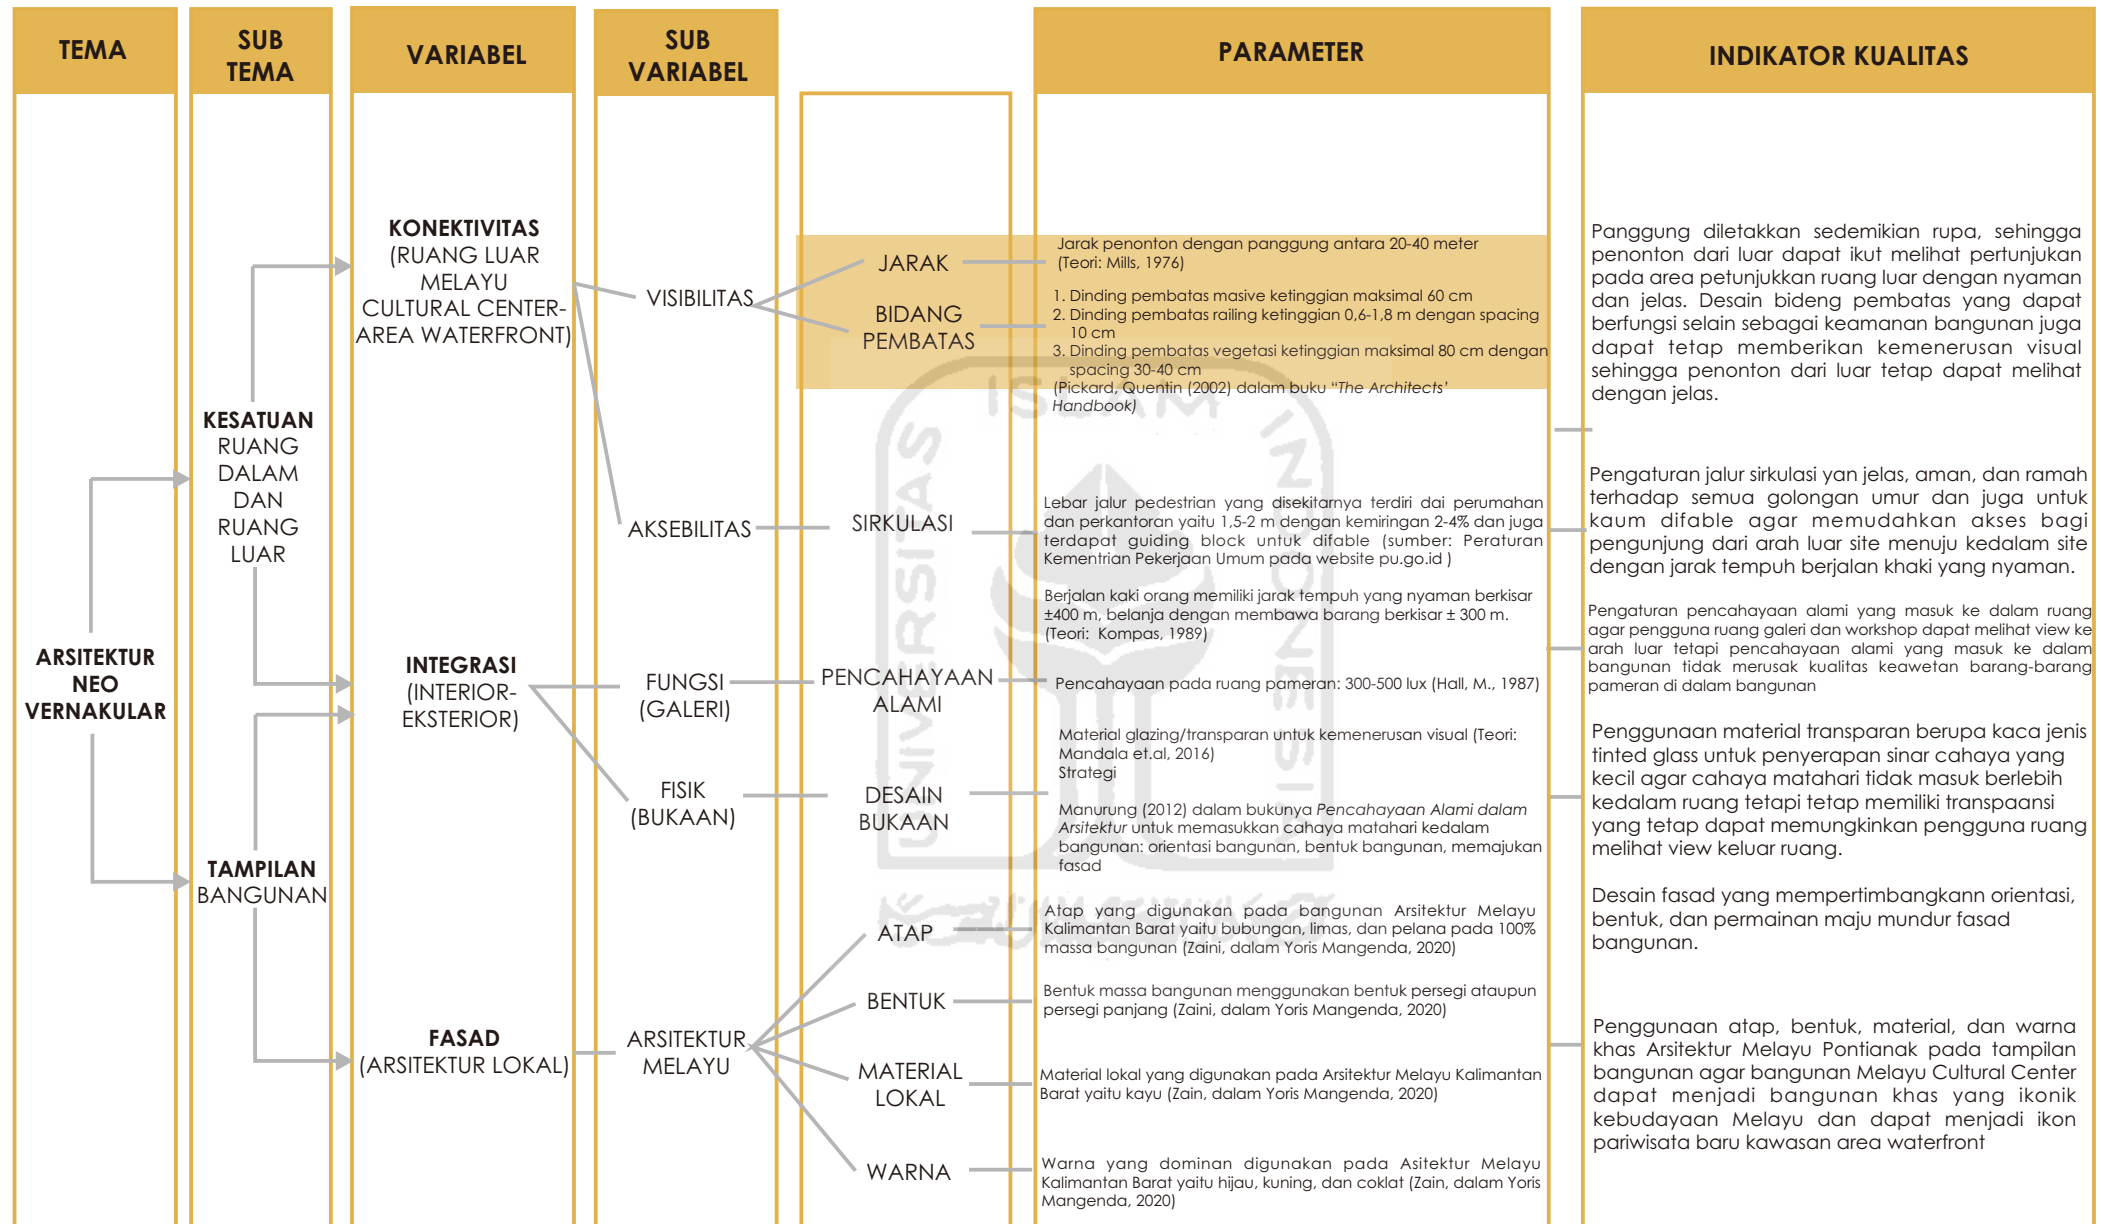 TEMA
SUB
TEMA
VARIABEL
SUB
VARIABEL
PARAMETER
INDIKATOR KUALITAS
ARSITEKTUR
NEO
VERNAKULAR
KESATUAN
RUANG
DALAM
DAN
RUANG
LUAR
TAMPILAN
BANGUNAN
KONEKTIVITAS
(RUANG LUAR
MELAYU
CULTURAL CENTER-
AREA WATERFRONT)
INTEGRASI
(INTERIOR-
EKSTERIOR)
FASAD
(ARSITEKTUR LOKAL)
VISIBILITAS
AKSEBILITAS
FUNGSI
(GALERI)
FISIK
(BUKAAN)
ARSITEKTUR
MELAYU
JARAK
BIDANG
PEMBATAS
SIRKULASI
PENCAHAYAAN
ALAMI
DESAIN
BUKAAN
ATAP
BENTUK
MATERIAL
LOKAL
WARNA
Jarak penonton dengan panggung antara 20-40 meter
(Teori: Mills, 1976)
1. Dinding pembatas masive ketinggian maksimal 60 cm
2. Dinding pembatas railing ketinggian 0,6-1,8 m dengan spacing
10 cm
3. Dinding pembatas vegetasi ketinggian maksimal 80 cm dengan
spacing 30-40 cm
(Pickard, Quentin (2002) dalam buku “The Architects’
Handbook)
Lebar jalur pedestrian yang disekitarnya terdiri dai perumahan
dan perkantoran yaitu 1,5-2 m dengan kemiringan 2-4% dan juga
terdapat guiding block untuk difable (sumber: Peraturan
Kementrian Pekerjaan Umum pada website pu.go.id )
Berjalan kaki orang memiliki jarak tempuh yang nyaman berkisar
±400 m, belanja dengan membawa barang berkisar ± 300 m.
(Teori: Kompas, 1989)
Pencahayaan pada ruang pameran: 300-500 lux (Hall, M., 1987)
Material glazing/transparan untuk kemenerusan visual (Teori:
Mandala et.al, 2016)
Strategi
Manurung (2012) dalam bukunya Pencahayaan Alami dalam
Arsitektur untuk memasukkan cahaya matahari kedalam
bangunan: orientasi bangunan, bentuk bangunan, memajukan
fasad
Atap yang digunakan pada bangunan Arsitektur Melayu
Kalimantan Barat yaitu bubungan, limas, dan pelana pada 100%
massa bangunan (Zaini, dalam Yoris Mangenda, 2020)
Bentuk massa bangunan menggunakan bentuk persegi ataupun
persegi panjang (Zaini, dalam Yoris Mangenda, 2020)
Material lokal yang digunakan pada Arsitektur Melayu Kalimantan
Barat yaitu kayu (Zain, dalam Yoris Mangenda, 2020)
Warna yang dominan digunakan pada Asitektur Melayu
Kalimantan Barat yaitu hijau, kuning, dan coklat (Zain, dalam Yoris
Mangenda, 2020)
Panggung diletakkan sedemikian rupa, sehingga
penonton dari luar dapat ikut melihat pertunjukan
pada area petunjukkan ruang luar dengan nyaman
dan jelas. Desain bideng pembatas yang dapat
berfungsi selain sebagai keamanan bangunan juga
dapat tetap memberikan kemenerusan visual
sehingga penonton dari luar tetap dapat melihat
dengan jelas.
Pengaturan jalur sirkulasi yan jelas, aman, dan ramah
terhadap semua golongan umur dan juga untuk
kaum difable agar memudahkan akses bagi
pengunjung dari arah luar site menuju kedalam site
dengan jarak tempuh berjalan khaki yang nyaman.
Pengaturan pencahayaan alami yang masuk ke dalam ruang
agar pengguna ruang galeri dan workshop dapat melihat view ke
arah luar tetapi pencahayaan alami yang masuk ke dalam
bangunan tidak merusak kualitas keawetan barang-barang
pameran di dalam bangunan
Penggunaan material transparan berupa kaca jenis
tinted glass untuk penyerapan sinar cahaya yang
kecil agar cahaya matahari tidak masuk berlebih
kedalam ruang tetapi tetap memiliki transpaansi
yang tetap dapat memungkinkan pengguna ruang
melihat view keluar ruang.
Desain fasad yang mempertimbangkann orientasi,
bentuk, dan permainan maju mundur fasad
bangunan.
Penggunaan atap, bentuk, material, dan warna
khas Arsitektur Melayu Pontianak pada tampilan
bangunan agar bangunan Melayu Cultural Center
dapat menjadi bangunan khas yang ikonik
kebudayaan Melayu dan dapat menjadi ikon
pariwisata baru kawasan area waterfront
UNIVERSITAS
ISLAM
INDONESIA